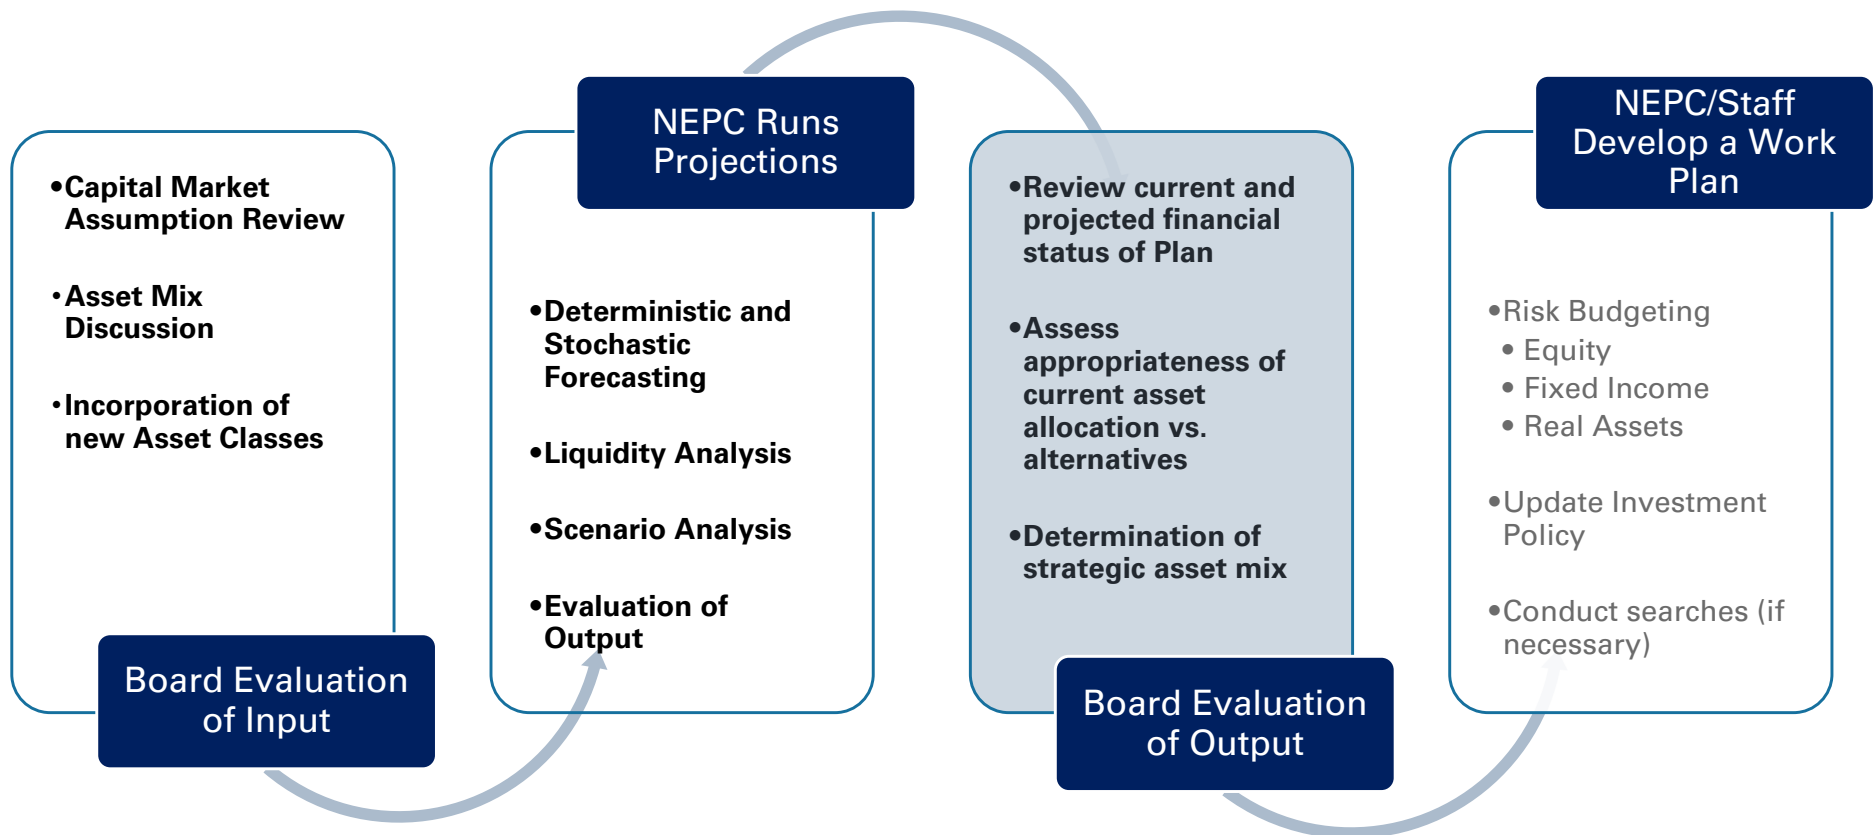 •Capital Market
Assumption Review
•Asset Mix
Discussion
•Incorporation of
new Asset Classes
Board Evaluation
of Input
NEPC Runs
Projections
•Deterministic and
Stochastic
Forecasting
•Liquidity Analysis
•Scenario Analysis
•Evaluation of
Output
•Review current and
projected financial
status of Plan
•Assess
appropriateness of
current asset
allocation vs.
alternatives
•Determination of
strategic asset mix
Board Evaluation
of Output
NEPC/Staff
Develop a Work
Plan
•Risk Budgeting
• Equity
• Fixed Income
• Real Assets
•Update Investment
Policy
•Conduct searches (if
necessary)